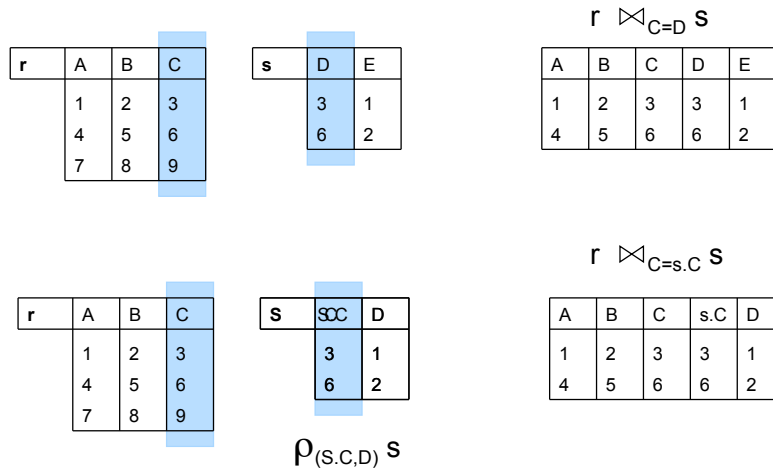 r ⋈C=D s
r A B C
s D E
A B C D E
1 2 3
3 1
1 2 3 3 1
4 5 6
6 2
4 5 6 6 2
7 8 9
r ⋈C=s.C s
r A B C
S D
A B C s.C D
1 2 3
3 1
1 2 3 3 1
4 5 6
6 2
4 5 6 6 2
7 8 9
ρ(S.C,D) s